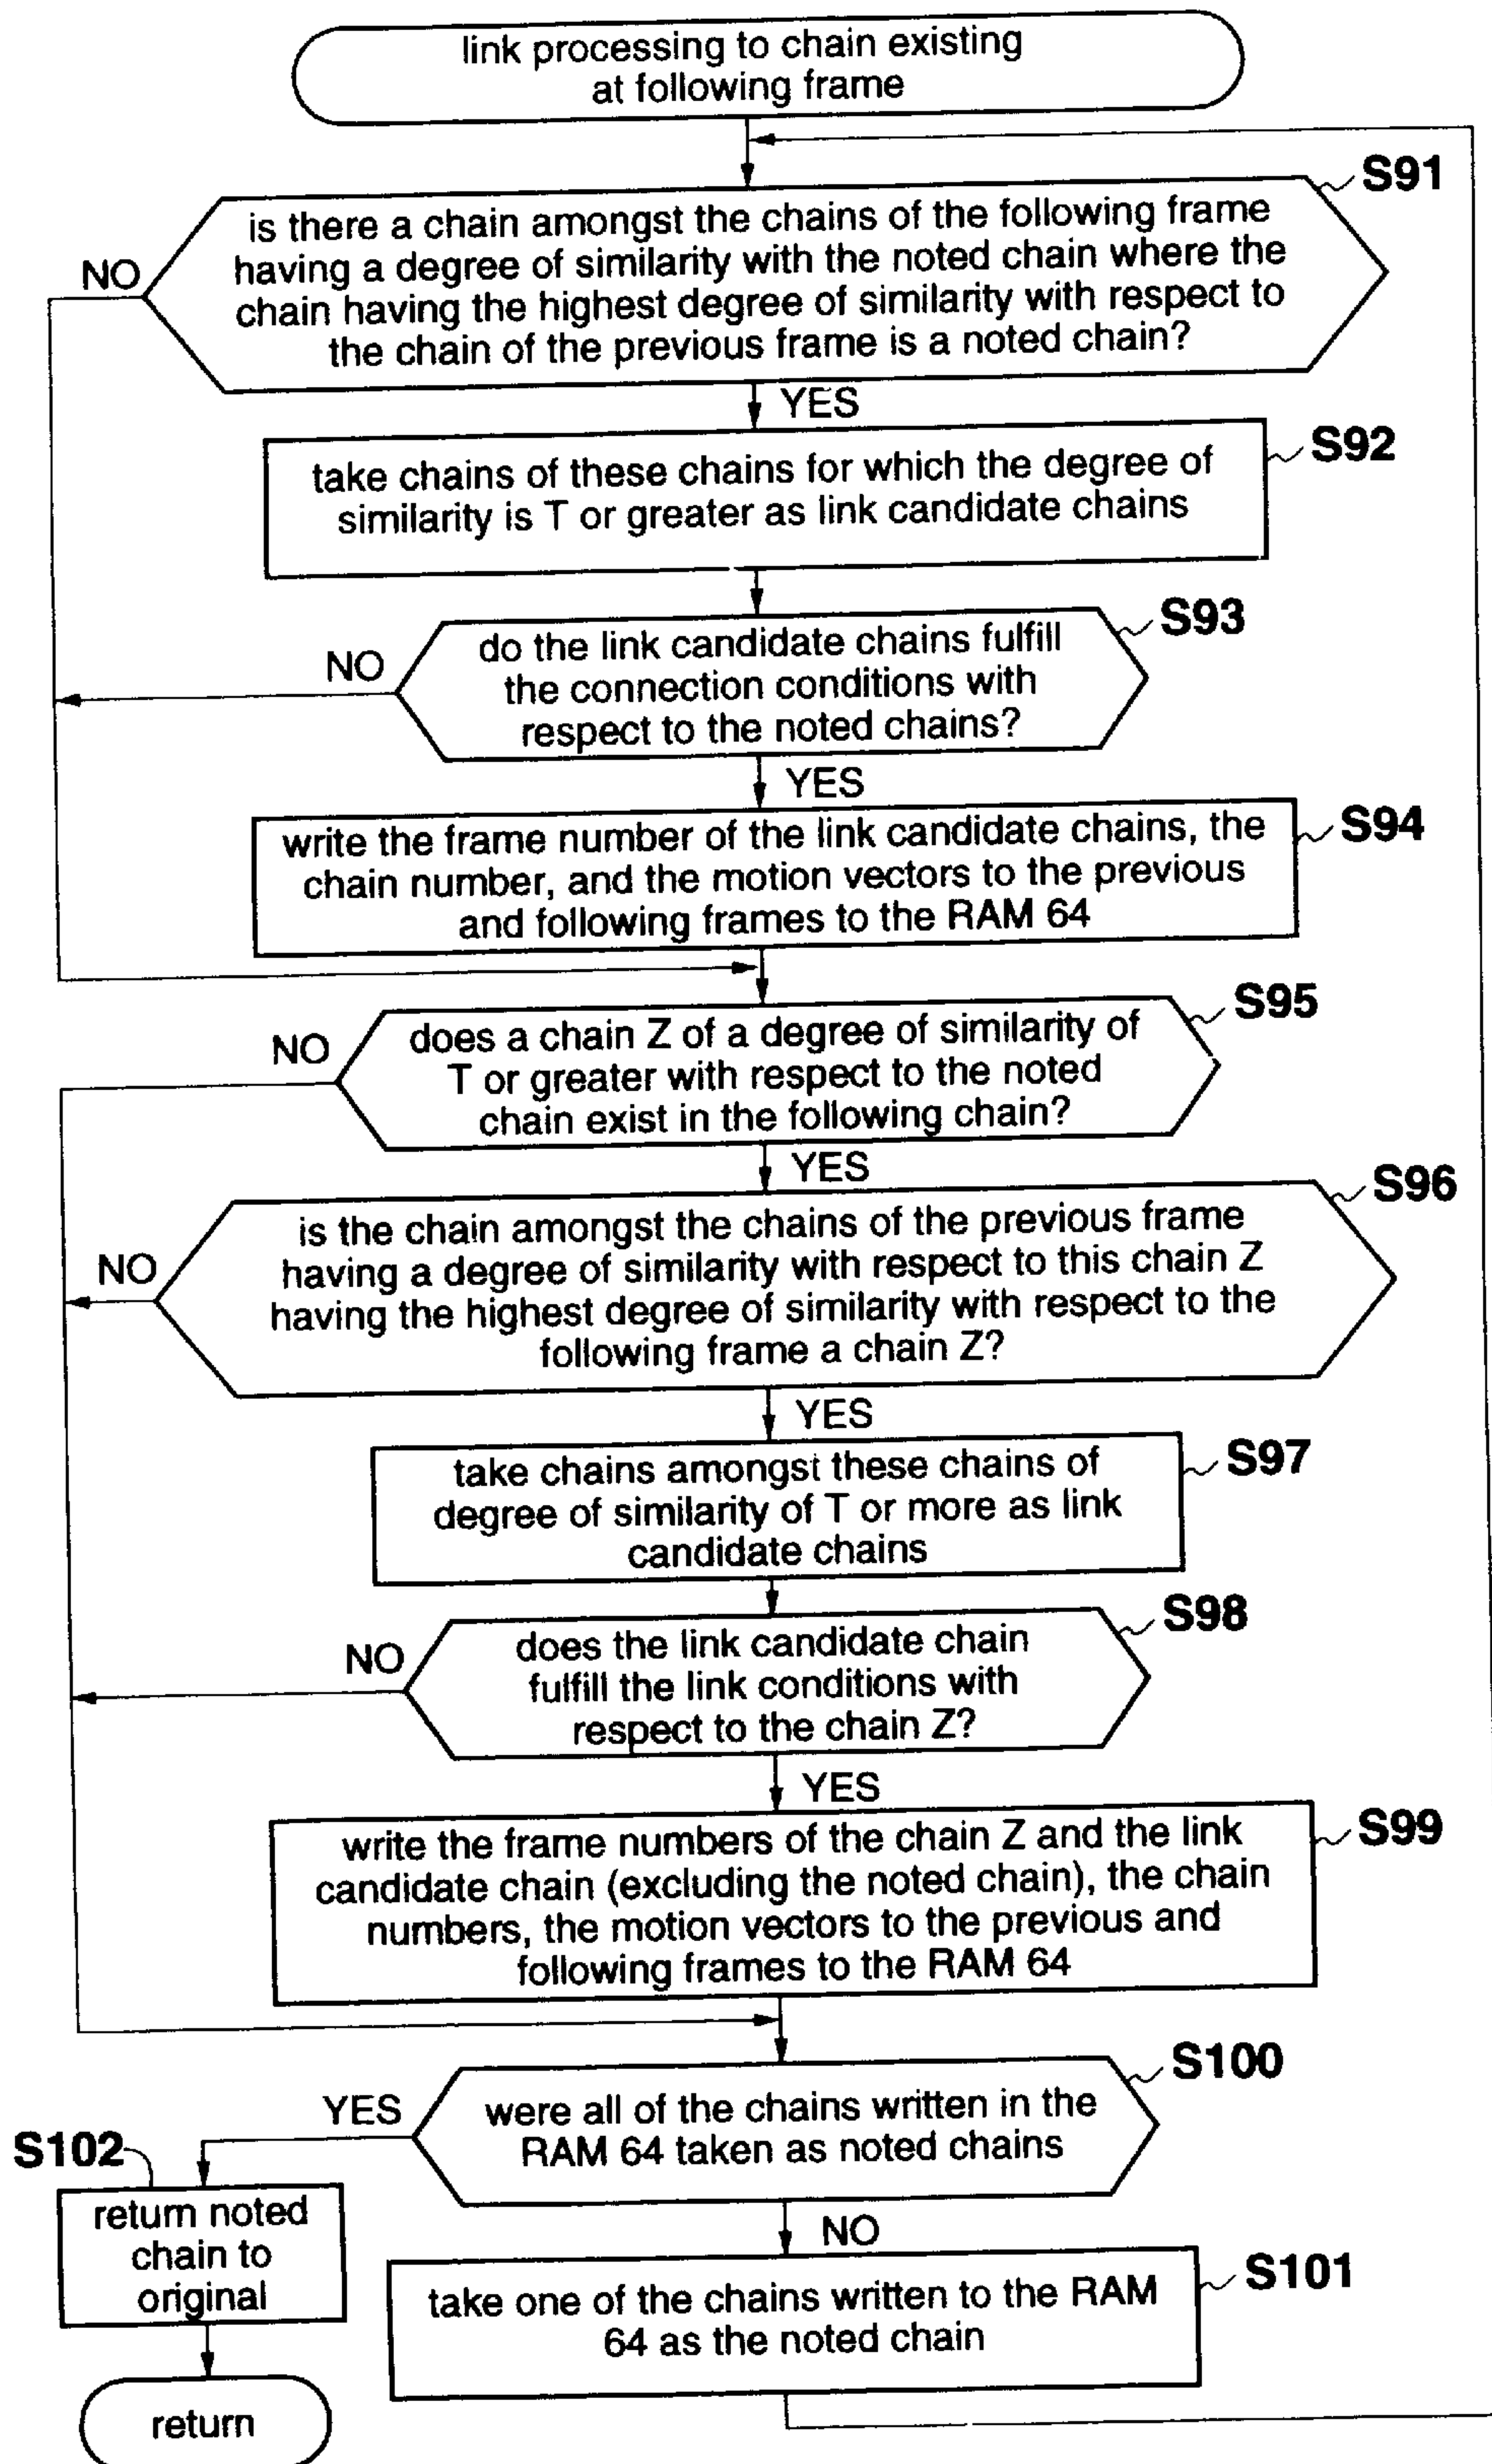 link processing to chain existing
at following frame
S91
is there a chain amongst the chains of the following frame
having a degree of similarity with the noted chain where the
chain having the highest degree of similarity with respect to
the chain of the previous frame is a noted chain?
NO
YES
S92
take chains of these chains for which the degree of
similarity is T or greater as link candidate chains
S93
do the link candidate chains fulfill
the connection conditions with
respect to the noted chains?
NO
YES
S94
write the frame number of the link candidate chains, the
chain number, and the motion vectors to the previous
and following frames to the RAM 64
S95
does a chain Z of a degree of similarity of
T or greater with respect to the noted
chain exist in the following chain?
NO
YES
S96
is the chain amongst the chains of the previous frame
having a degree of similarity with respect to this chain Z
having the highest degree of similarity with respect to the
following frame a chain Z?
NO
YES
S97
take chains amongst these chains of
degree of similarity of T or more as link
candidate chains
S98
does the link candidate chain
fulfill the link conditions with
respect to the chain Z?
NO
YES
S99
write the frame numbers of the chain Z and the link
candidate chain (excluding the noted chain), the chain
numbers, the motion vectors to the previous and
following frames to the RAM 64
S100
were all of the chains written in the
RAM 64 taken as noted chains
YES
NO
S102
return noted
chain to
original
S101
take one of the chains written to the RAM
64 as the noted chain
return